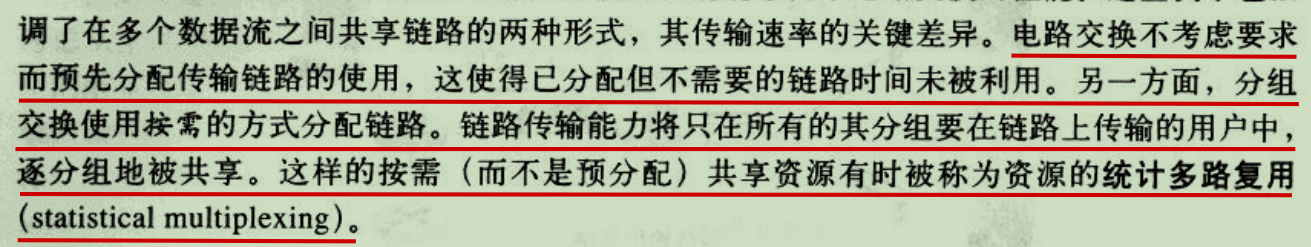 调了在多个数据流之间共享链路的两种形式，其传输速率的关键差异。电路交换不考虑要求
而预先分配传输链路的使用，这使得已分配但不需要的链路时间未被利用。另一方面，分组
交换使用按需的方式分配链路。链路传输能力将只在所有的其分组要在链路上传输的用户中，
逐分组地被共享。这样的按需（而不是预分配）共享资源有时被称为资源的统计多路复用
(statistical multiplexing)。